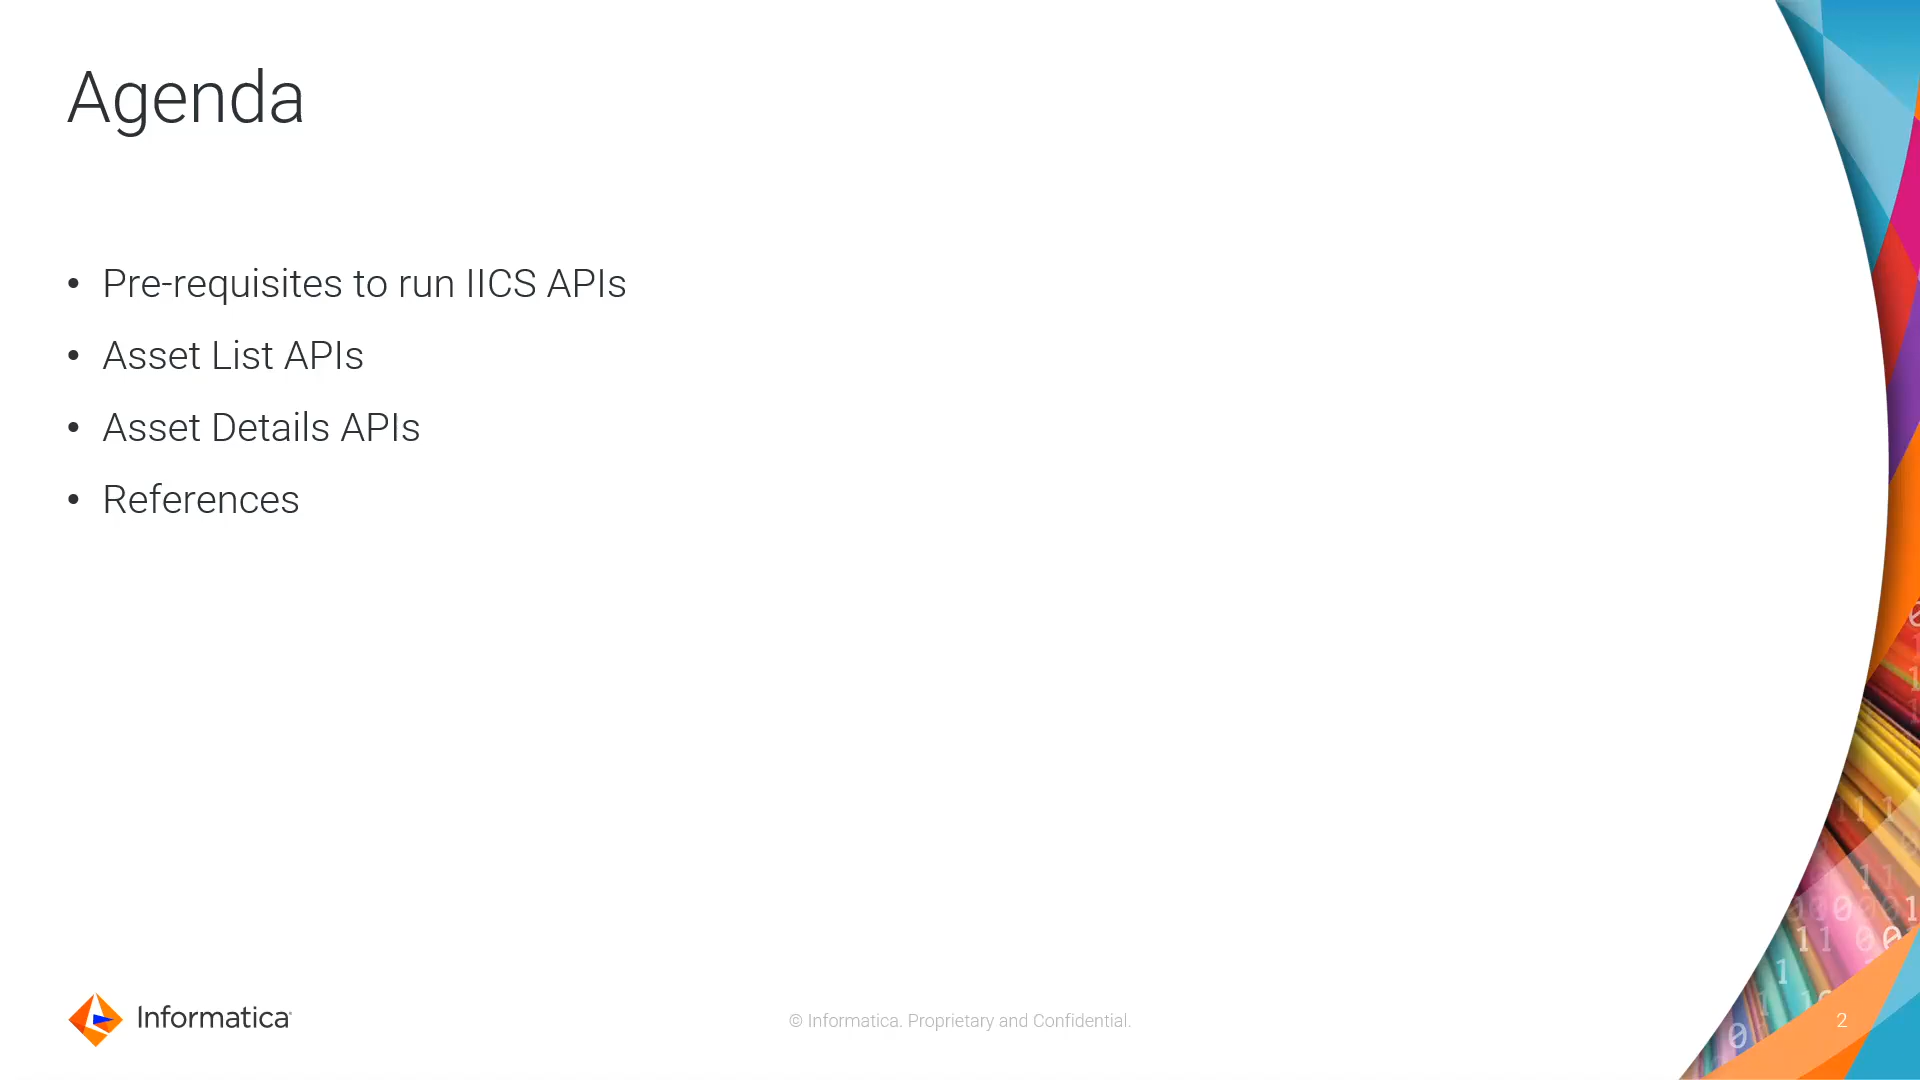 Agenda
• Pre-requisites to run IICS APIs
• Asset List APIs
• Asset Details APIs
• References
Informatica
© Informatica. Proprietary and Confidential.
2